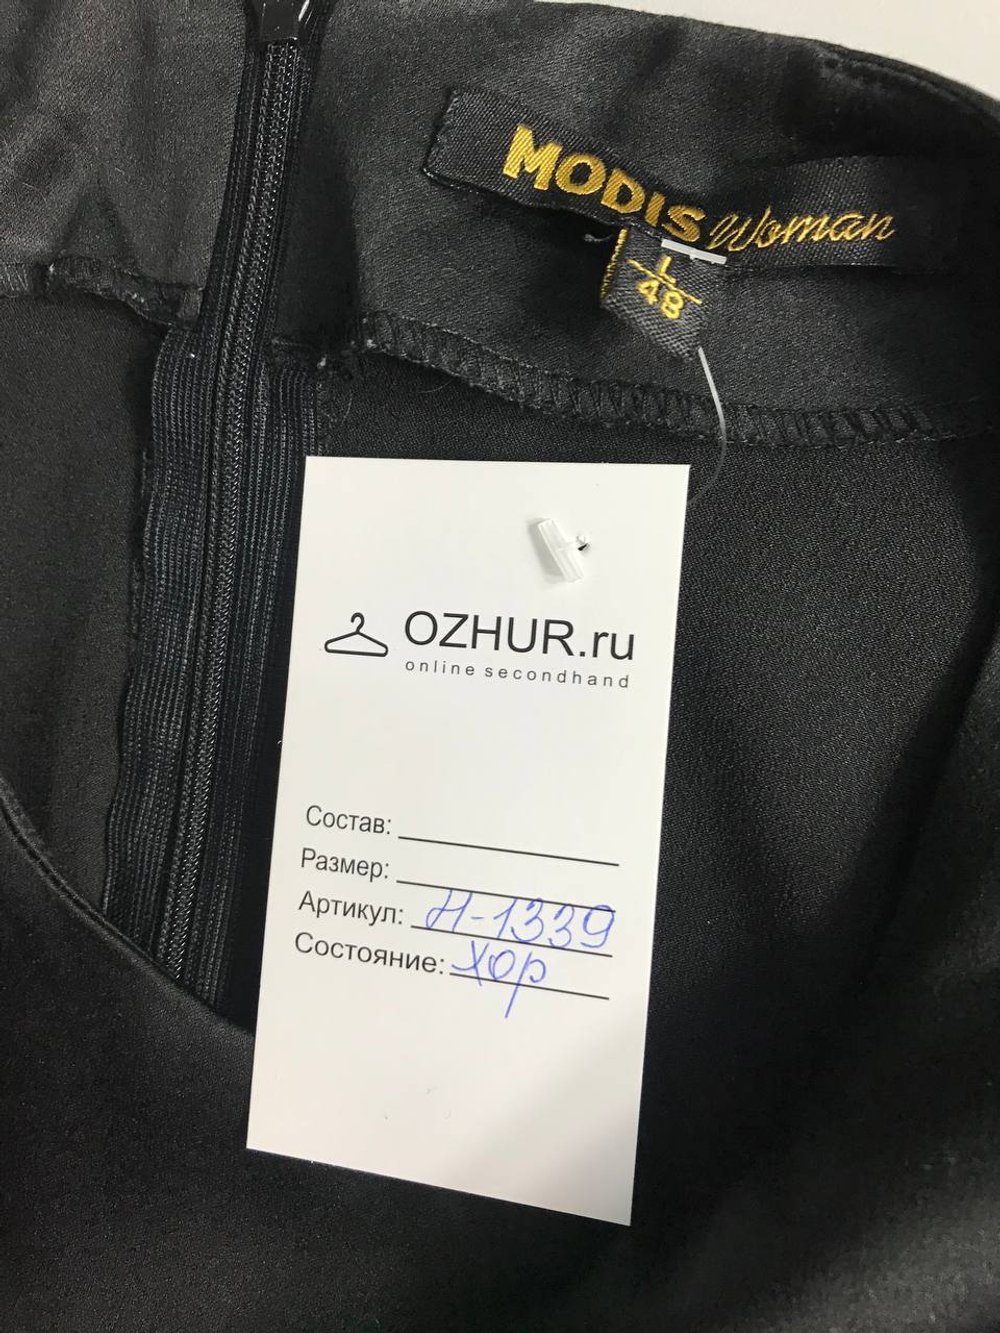 MODIS Woman
L
48
OZHUR.ru
online secondhand
Состав:
Размер:
Артикул: Н-1339
Состояние: хор